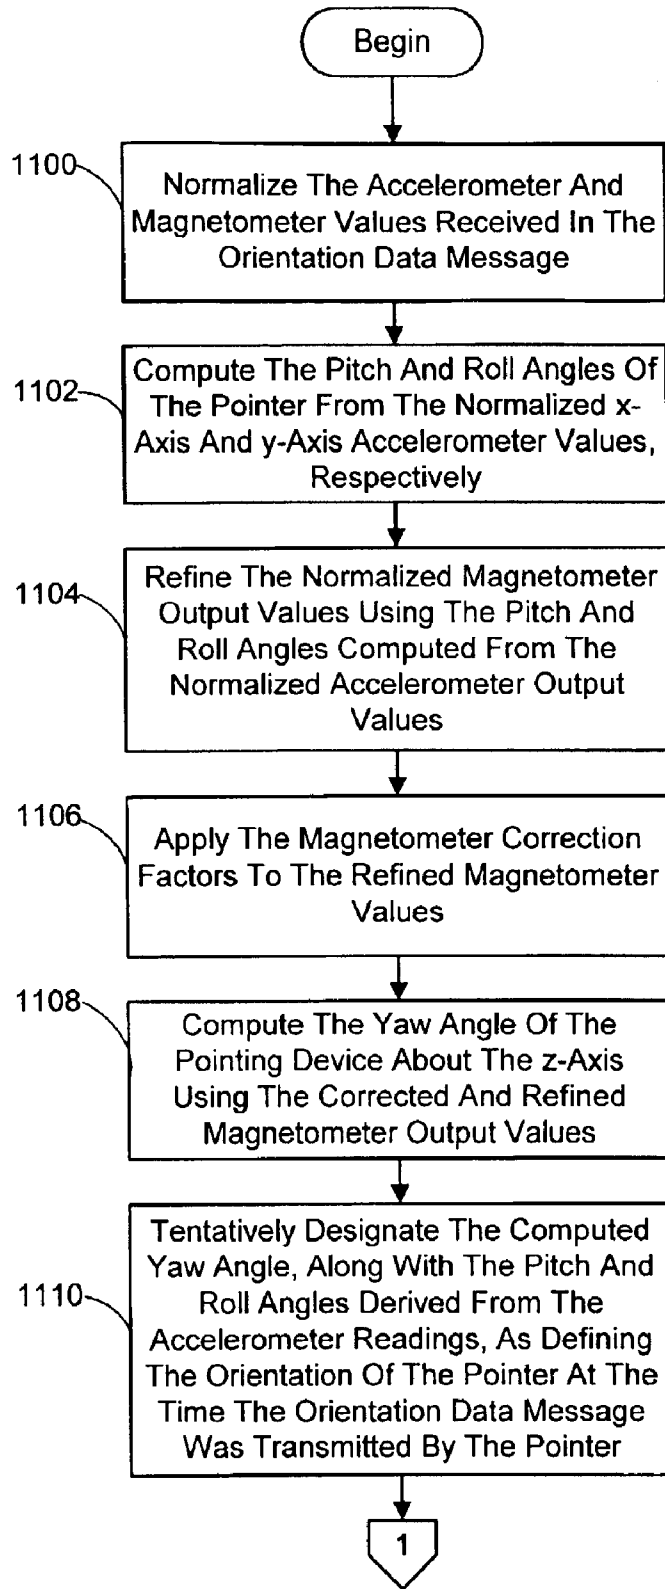 Begin
1100
Normalize The Accelerometer And
Magnetometer Values Received In The
Orientation Data Message
1102
Compute The Pitch And Roll Angles Of
The Pointer From The Normalized x-
Axis And y-Axis Accelerometer Values,
Respectively
1104
Refine The Normalized Magnetometer
Output Values Using The Pitch And
Roll Angles Computed From The
Normalized Accelerometer Output
Values
1106
Apply The Magnetometer Correction
Factors To The Refined Magnetometer
Values
1108
Compute The Yaw Angle Of The
Pointing Device About The z-Axis
Using The Corrected And Refined
Magnetometer Output Values
1110
Tentatively Designate The Computed
Yaw Angle, Along With The Pitch And
Roll Angles Derived From The
Accelerometer Readings, As Defining
The Orientation Of The Pointer At The
Time The Orientation Data Message
Was Transmitted By The Pointer
1